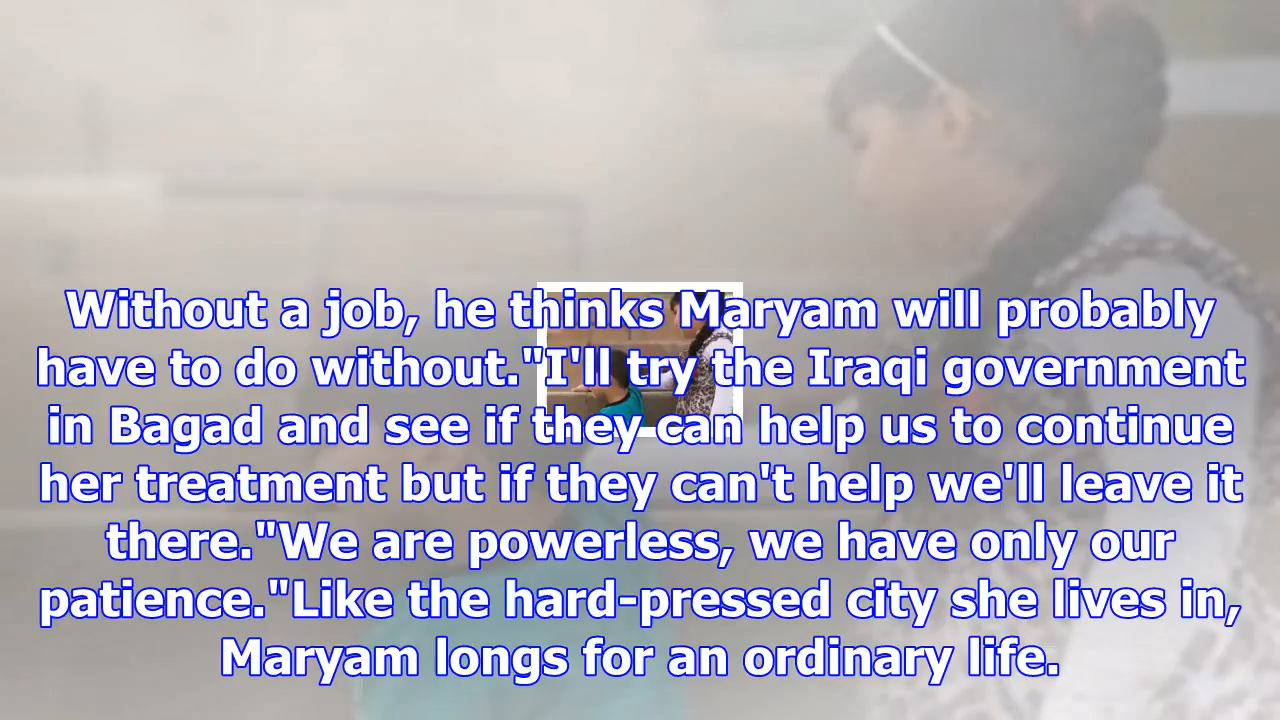 Without a job, he thinks Maryam will probably
have to do without."I'll try the Iraqi government
in Bagad and see if they can help us to continue
her treatment but if they can't help we'll leave it
there."We are powerless, we have only our
patience."Like the hard-pressed city she lives in,
Maryam longs for an ordinary life.